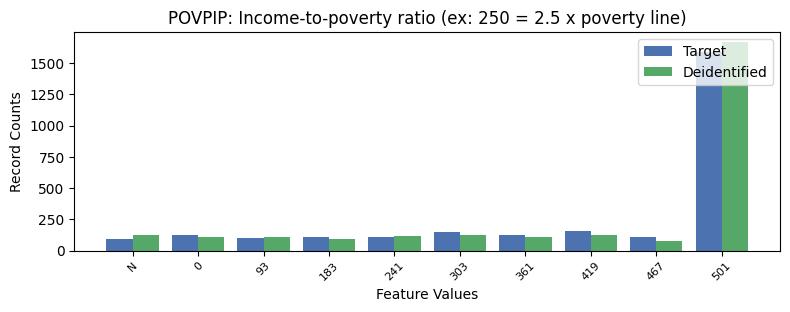 POVPIP: Income-to-poverty ratio (ex: 250 = 2.5 x poverty line)
Target
Deidentified
Record Counts
1500
1250
1000
750
500
250
0
N 0 93 183 241 303 361 419 467 501
Feature Values